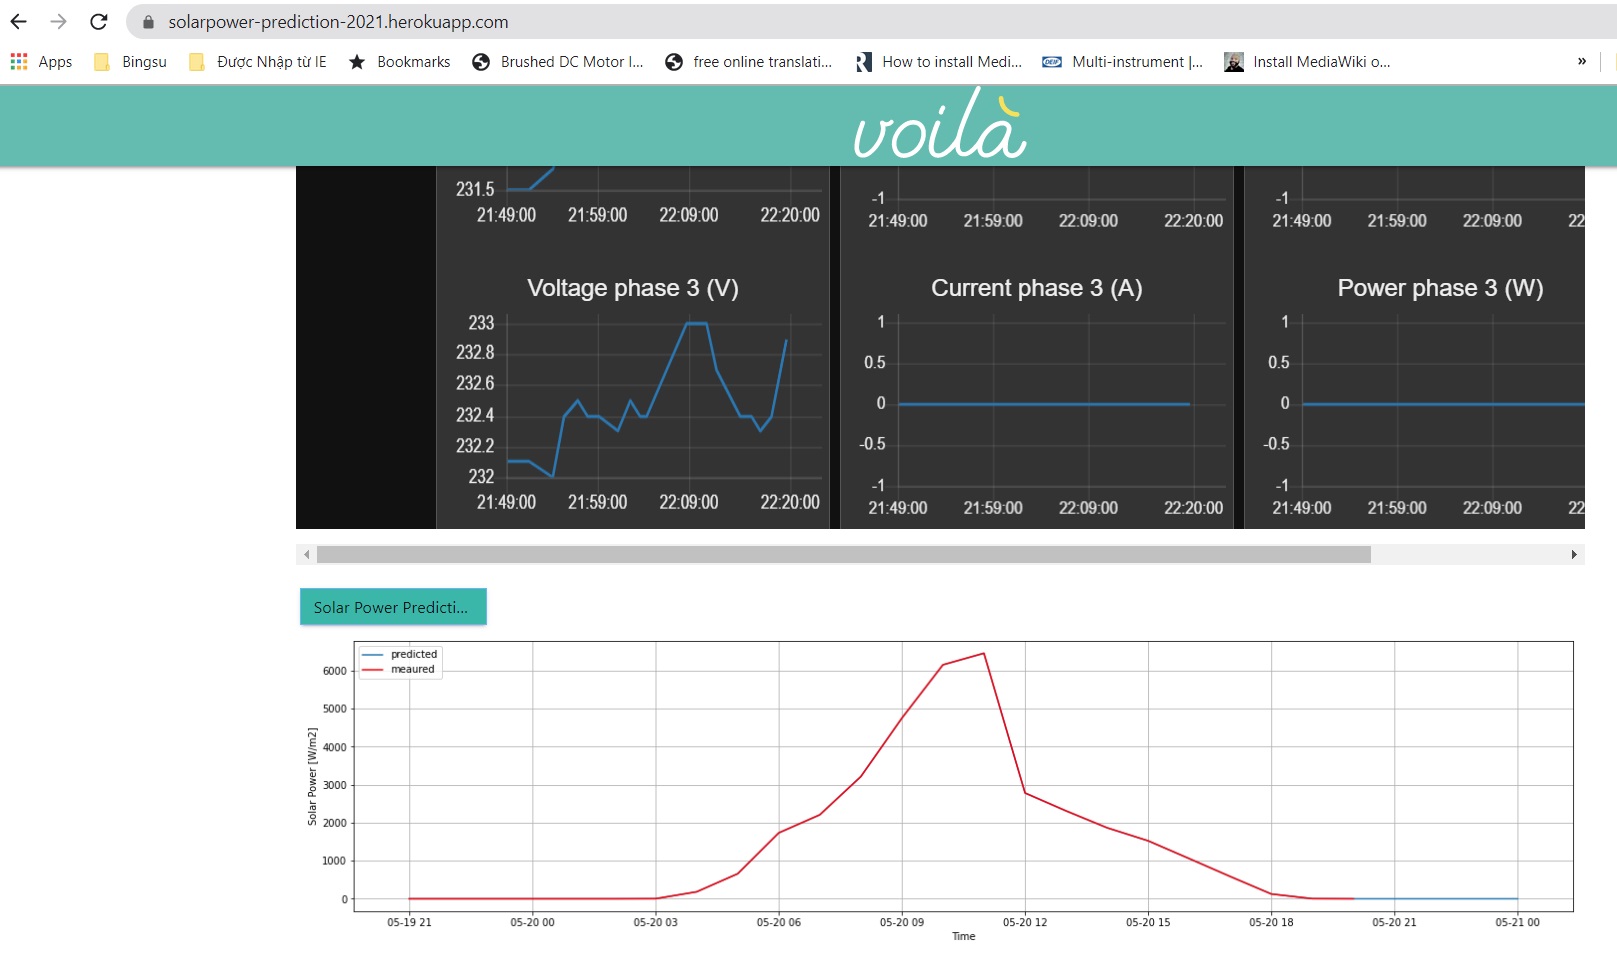 solarpower-prediction-2021.herokuapp.com
Apps Bingsu Được Nhập từ IE Bookmarks Brushed DC Motor I... free online translati... How to install Medi... Multi-instrument |... Install MediaWiki o... »
voilà
231.5
21:49:00 21:59:00 22:09:00 22:20:00
-1
21:49:00 21:59:00 22:09:00 22:20:00
-1
21:49:00 21:59:00 22:09:00 22
Voltage phase 3 (V)
233
232.8
232.6
232.4
232.2
232
21:49:00 21:59:00 22:09:00 22:20:00
Current phase 3 (A)
1
0.5
0
-0.5
-1
21:49:00 21:59:00 22:09:00 22:20:00
Power phase 3 (W)
1
0.5
0
-0.5
-1
21:49:00 21:59:00 22:09:00 22
Solar Power Predicti...
predicted
meaured
Solar Power [W/m2]
6000
5000
4000
3000
2000
1000
0
05-19 21 05-20 00 05-20 03 05-20 06 05-20 09 05-20 12 05-20 15 05-20 18 05-20 21 05-21 00
Time